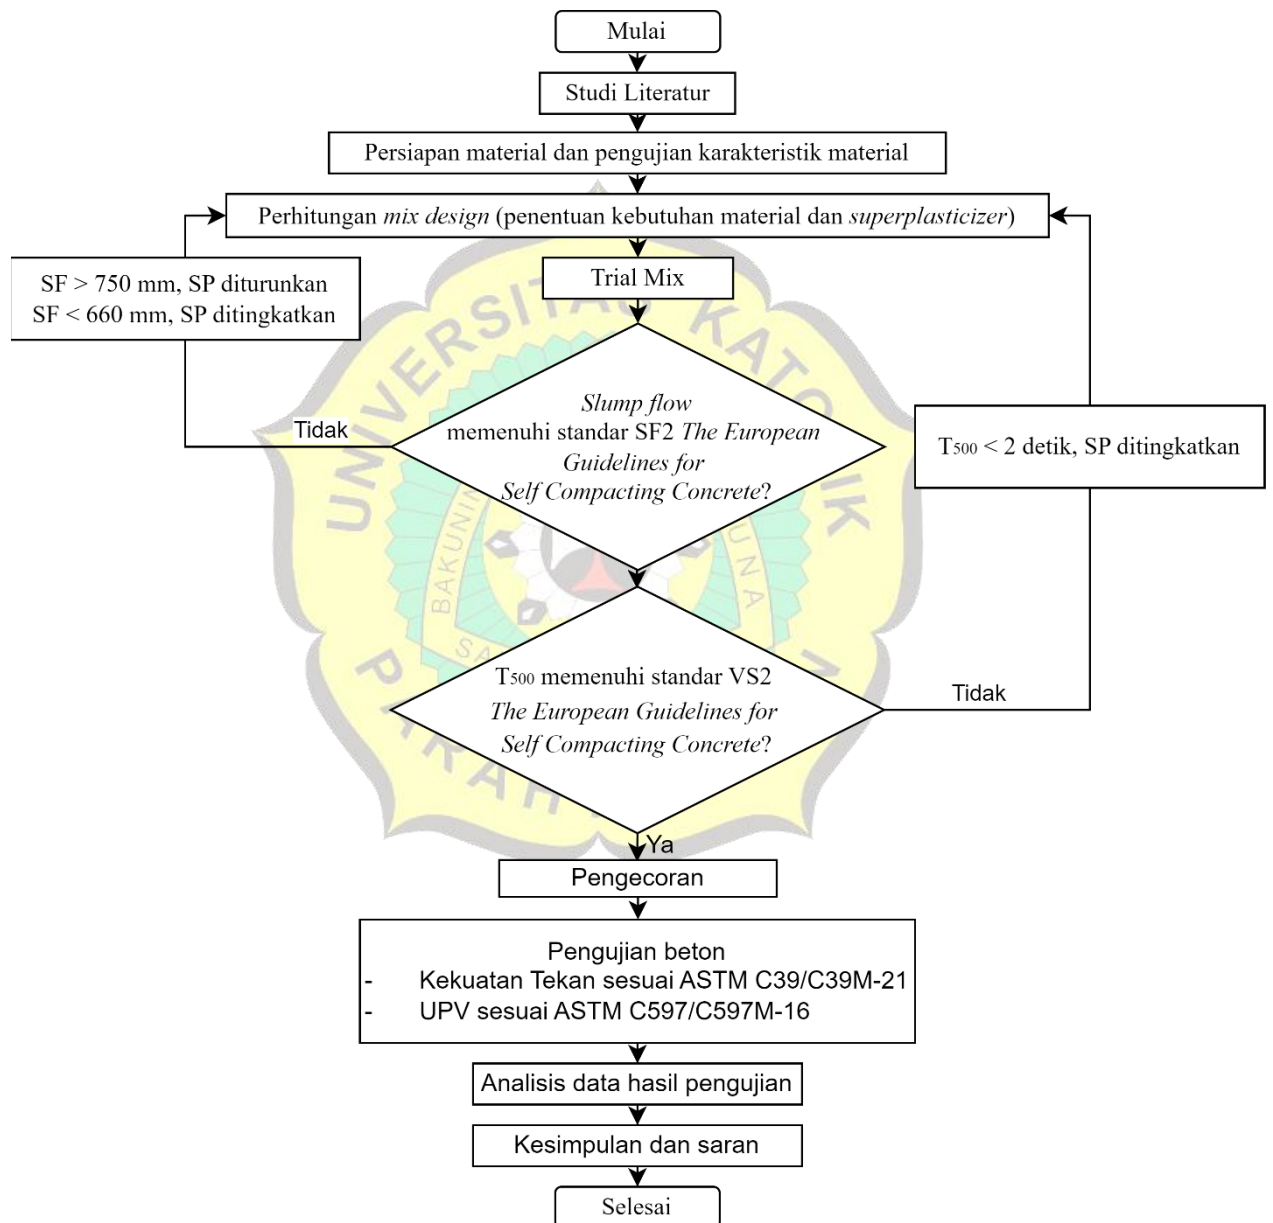 Mulai
Studi Literatur
Persiapan material dan pengujian karakteristik material
Perhitungan mix design (penentuan kebutuhan material dan superplasticizer)
SF > 750 mm, SP diturunkan
SF < 660 mm, SP ditingkatkan
Trial Mix
Tidak
Slump flow
memenuhi standar SF2 The European
Guidelines for
Self Compacting Concrete?
T500 < 2 detik, SP ditingkatkan
T500 memenuhi standar VS2
The European Guidelines for
Self Compacting Concrete?
Tidak
Ya
Pengecoran
Pengujian beton
- Kekuatan Tekan sesuai ASTM C39/C39M-21
- UPV sesuai ASTM C597/C597M-16
Analisis data hasil pengujian
Kesimpulan dan saran
Selesai
UNIVERSITAS KATOLIK